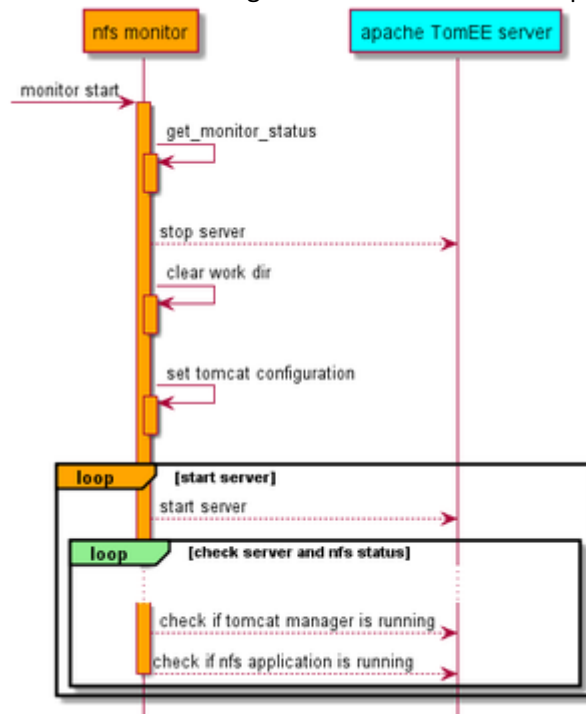 nfs monitor
apache TomEE server
monitor start
get_monitor_status
stop server
clear work dir
set tomcat configuration
loop
[start server]
start server
loop
[check server and nfs status]
check if tomcat manager is running
check if nfs application is running